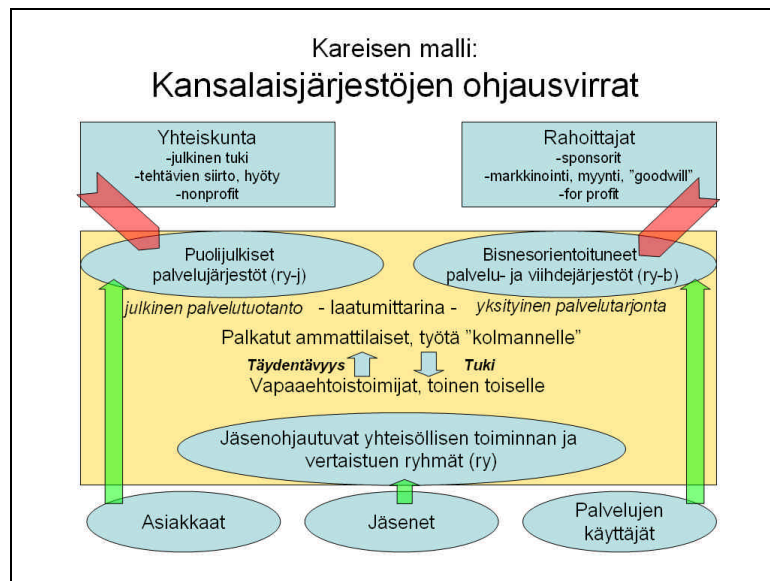 Kareisen malli:
Kansalaisjärjestöjen ohjausvirrat
Yhteiskunta
-julkinen tuki
-tehtävien siirto, hyöty
-nonprofit
Rahoittajat
-sponsorit
-markkinointi, myynti, ”goodwill”
-for profit
Puolijulkiset
palvelujärjestöt (ry-j)
Bisnesorientoituneet
palvelu- ja viihdejärjestöt (ry-b)
julkinen palvelutuotanto - laatumittarina - yksityinen palvelutarjonta
Palkatut ammattilaiset, työtä ”kolmannelle”
Täydentävyys Tuki
Vapaaehtoistoimijat, toinen toiselle
Jäsenohjautuvat yhteisöllisen toiminnan ja
vertaistuen ryhmät (ry)
Asiakkaat
Jäsenet
Palvelujen
käyttäjät